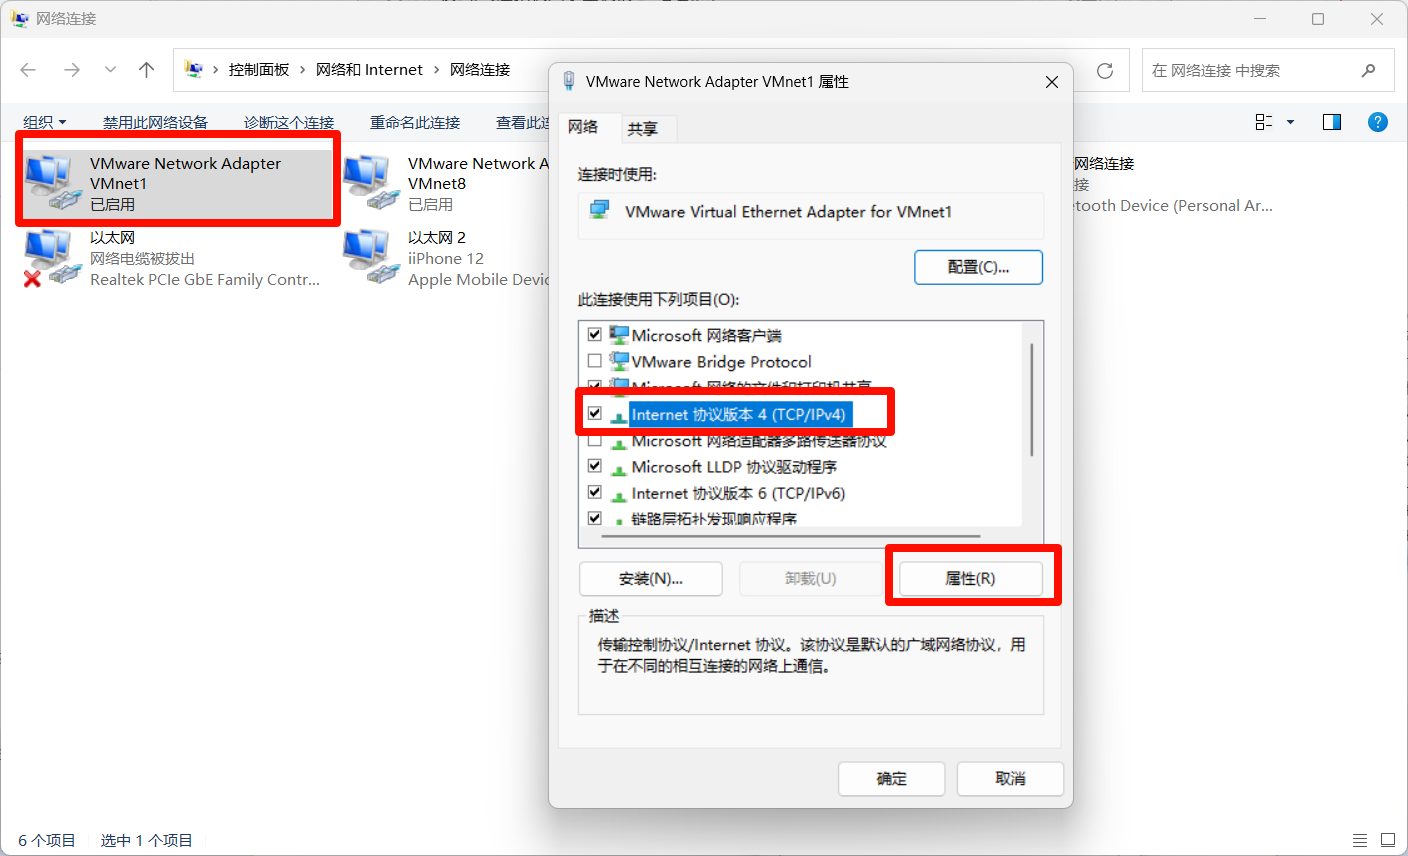 网络连接
控制面板 网络和 Internet 网络连接
在 网络连接 中搜索
组织 禁用此网络设备 诊断这个连接 重命名此连接 查看此连
VMware Network Adapter
VMnet1
已启用
VMware Network A
VMnet8
已启用
网络连接
接
etooth Device (Personal Ar...
以太网
网络电缆被拔出
Realtek PCIe GbE Family Contr...
以太网 2
iiPhone 12
Apple Mobile Devic
VMware Network Adapter VMnet1 属性
网络 共享
连接时使用:
VMware Virtual Ethernet Adapter for VMnet1
配置(C)...
此连接使用下列项目(O):
Microsoft 网络客户端
VMware Bridge Protocol
Microsoft 网络的文件和打印机共享
Internet 协议版本 4 (TCP/IPv4)
Microsoft 网络适配器多路传送器协议
Microsoft LLDP 协议驱动程序
Internet 协议版本 6 (TCP/IPv6)
链路层拓扑发现响应程序
安装(N)... 卸载(U) 属性(R)
描述
传输控制协议/Internet 协议。该协议是默认的广域网络协议，用
于在不同的相互连接的网络上通信。
确定 取消
6 个项目 选中 1 个项目